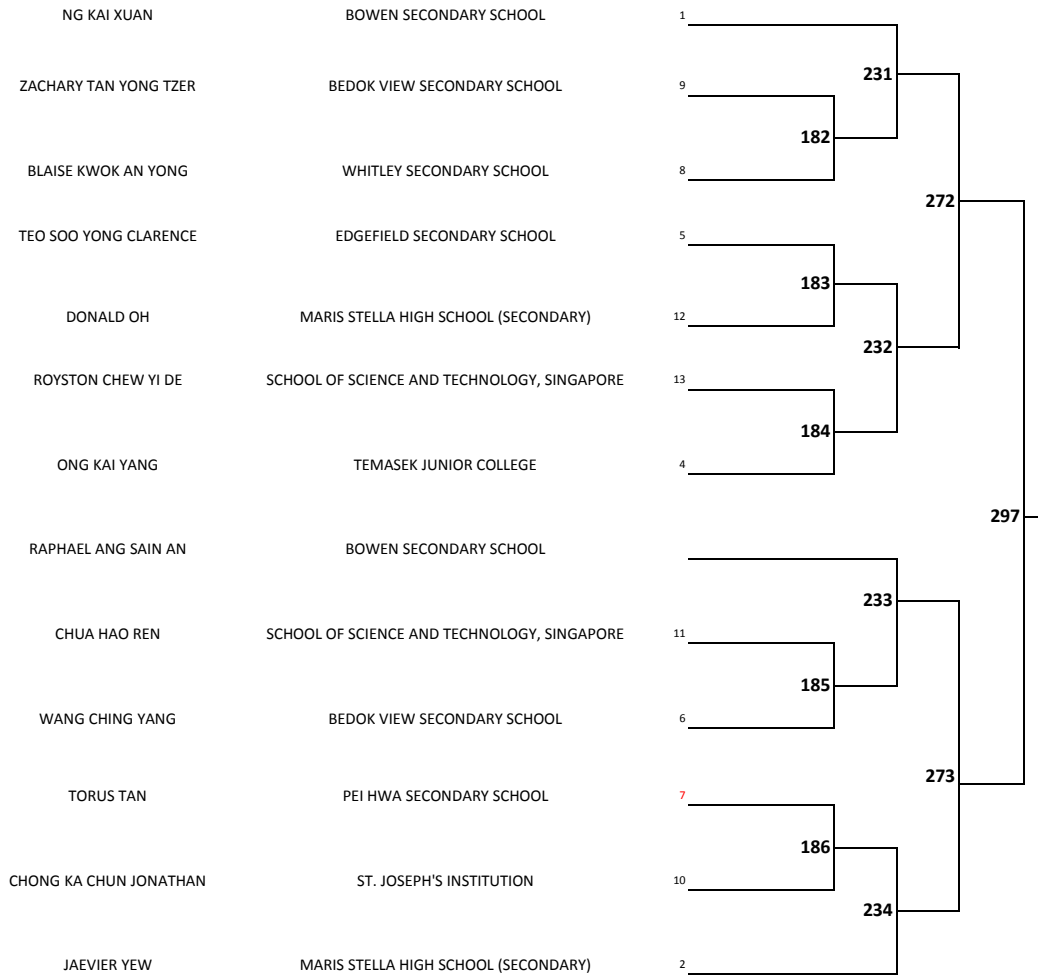 NG KAI XUAN BOWEN SECONDARY SCHOOL 1
231
ZACHARY TAN YONG TZER BEDOK VIEW SECONDARY SCHOOL 9
182
BLAISE KWOK AN YONG WHITLEY SECONDARY SCHOOL 8
272
TEO SOO YONG CLARENCE EDGEFIELD SECONDARY SCHOOL 5
183
DONALD OH MARIS STELLA HIGH SCHOOL (SECONDARY) 12
232
ROYSTON CHEW YI DE SCHOOL OF SCIENCE AND TECHNOLOGY, SINGAPORE 13
184
ONG KAI YANG TEMASEK JUNIOR COLLEGE 4
297
RAPHAEL ANG SAIN AN BOWEN SECONDARY SCHOOL
233
CHUA HAO REN SCHOOL OF SCIENCE AND TECHNOLOGY, SINGAPORE 11
185
WANG CHING YANG BEDOK VIEW SECONDARY SCHOOL 6
273
TORUS TAN PEI HWA SECONDARY SCHOOL 7
186
CHONG KA CHUN JONATHAN ST. JOSEPH'S INSTITUTION 10
234
JAEVIER YEW MARIS STELLA HIGH SCHOOL (SECONDARY) 2